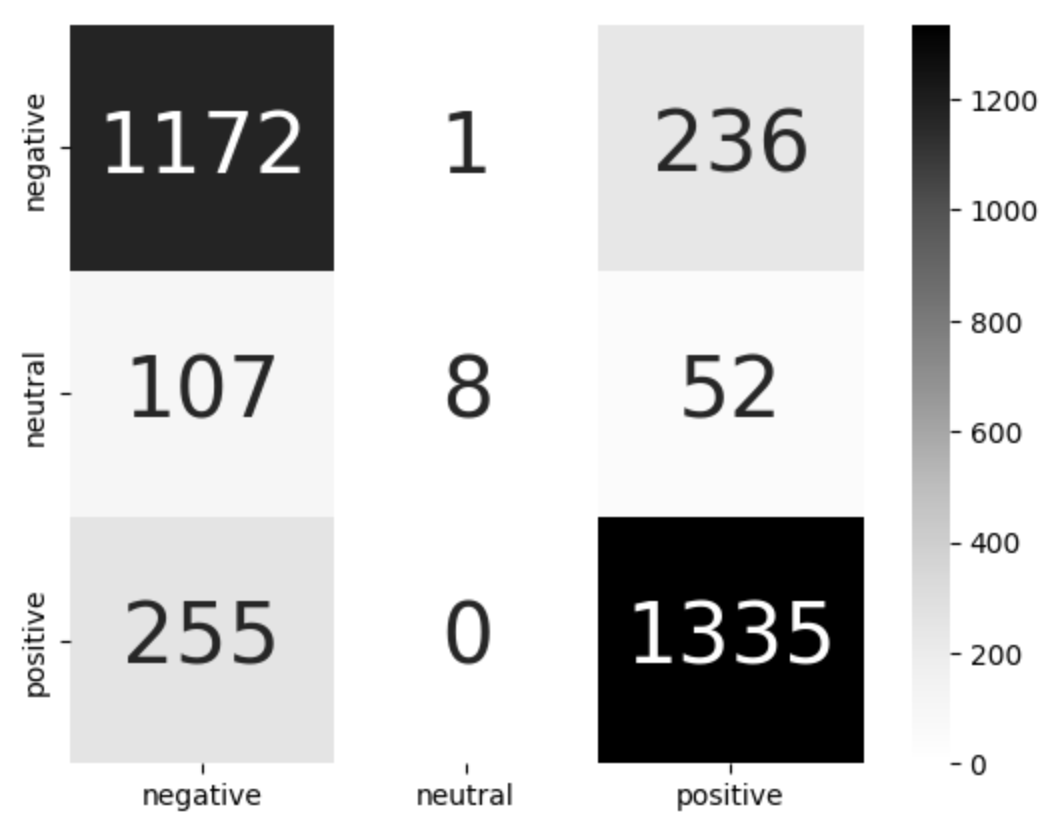 negative 1172 1 236
neutral 107 8 52
positive 255 0 1335
negative neutral positive
1200
1000
800
600
400
200
0